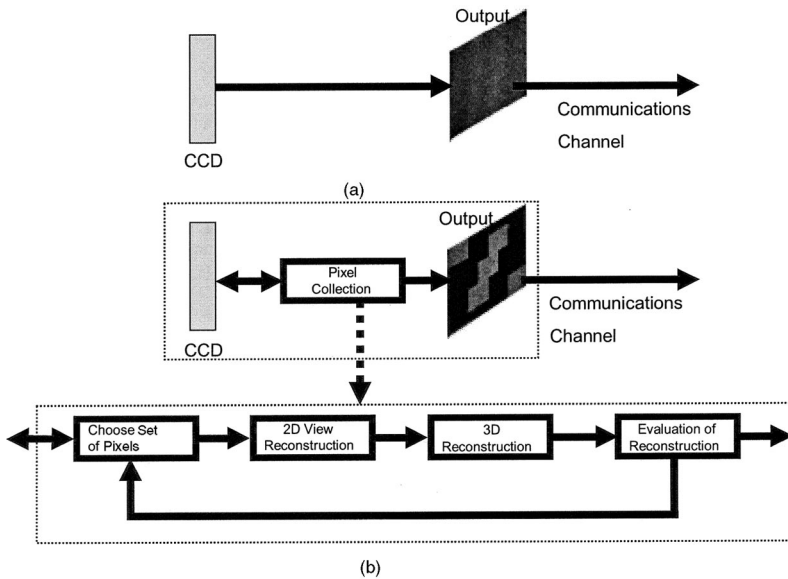 Output
Communications
Channel
CCD
(a)
Output
Pixel
Collection
Communications
Channel
CCD
Choose Set
of Pixels
2D View
Reconstruction
3D
Reconstruction
Evaluation of
Reconstruction
(b)